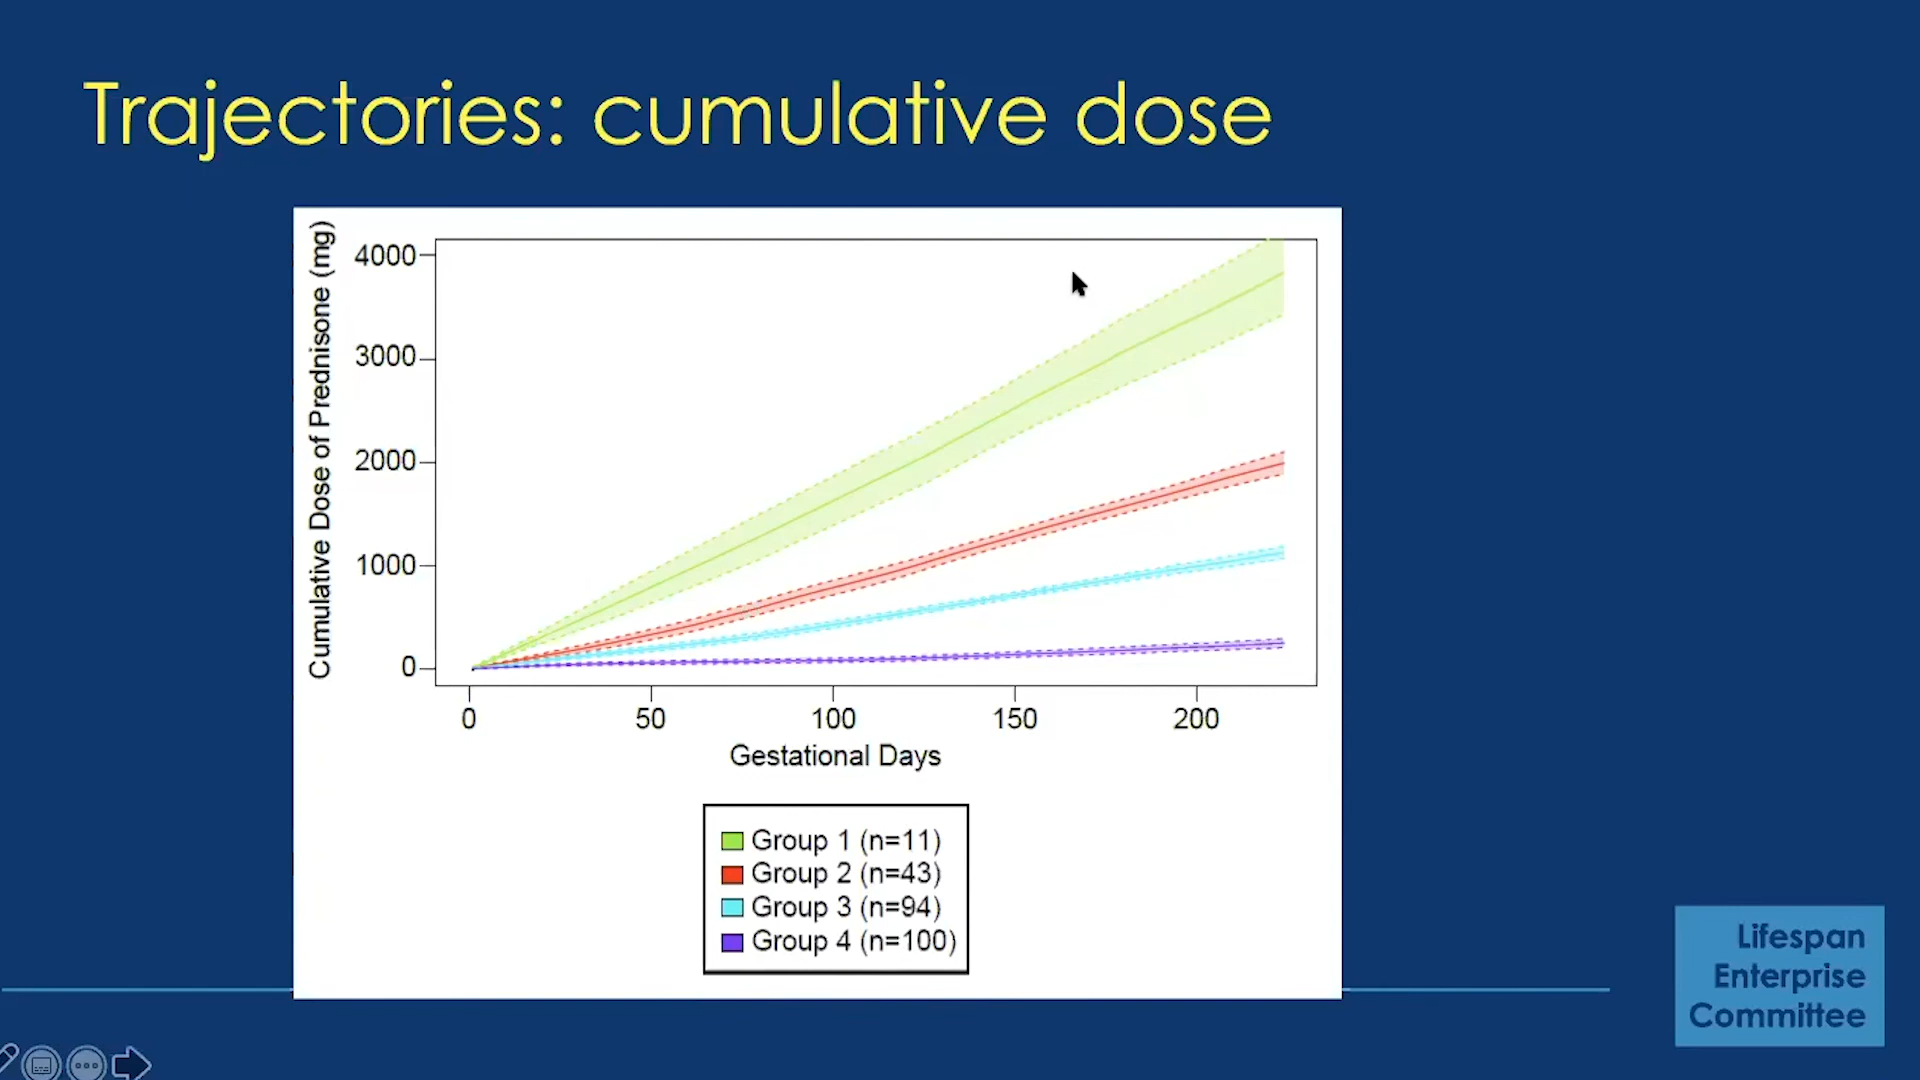 Trajectories: cumulative dose
Cumulative Dose of Prednisone (mg)
4000
3000
2000
1000
0
0 50 100 150 200
Gestational Days
Group 1 (n=11)
Group 2 (n=43)
Group 3 (n=94)
Group 4 (n=100)
Lifespan
Enterprise
Committee